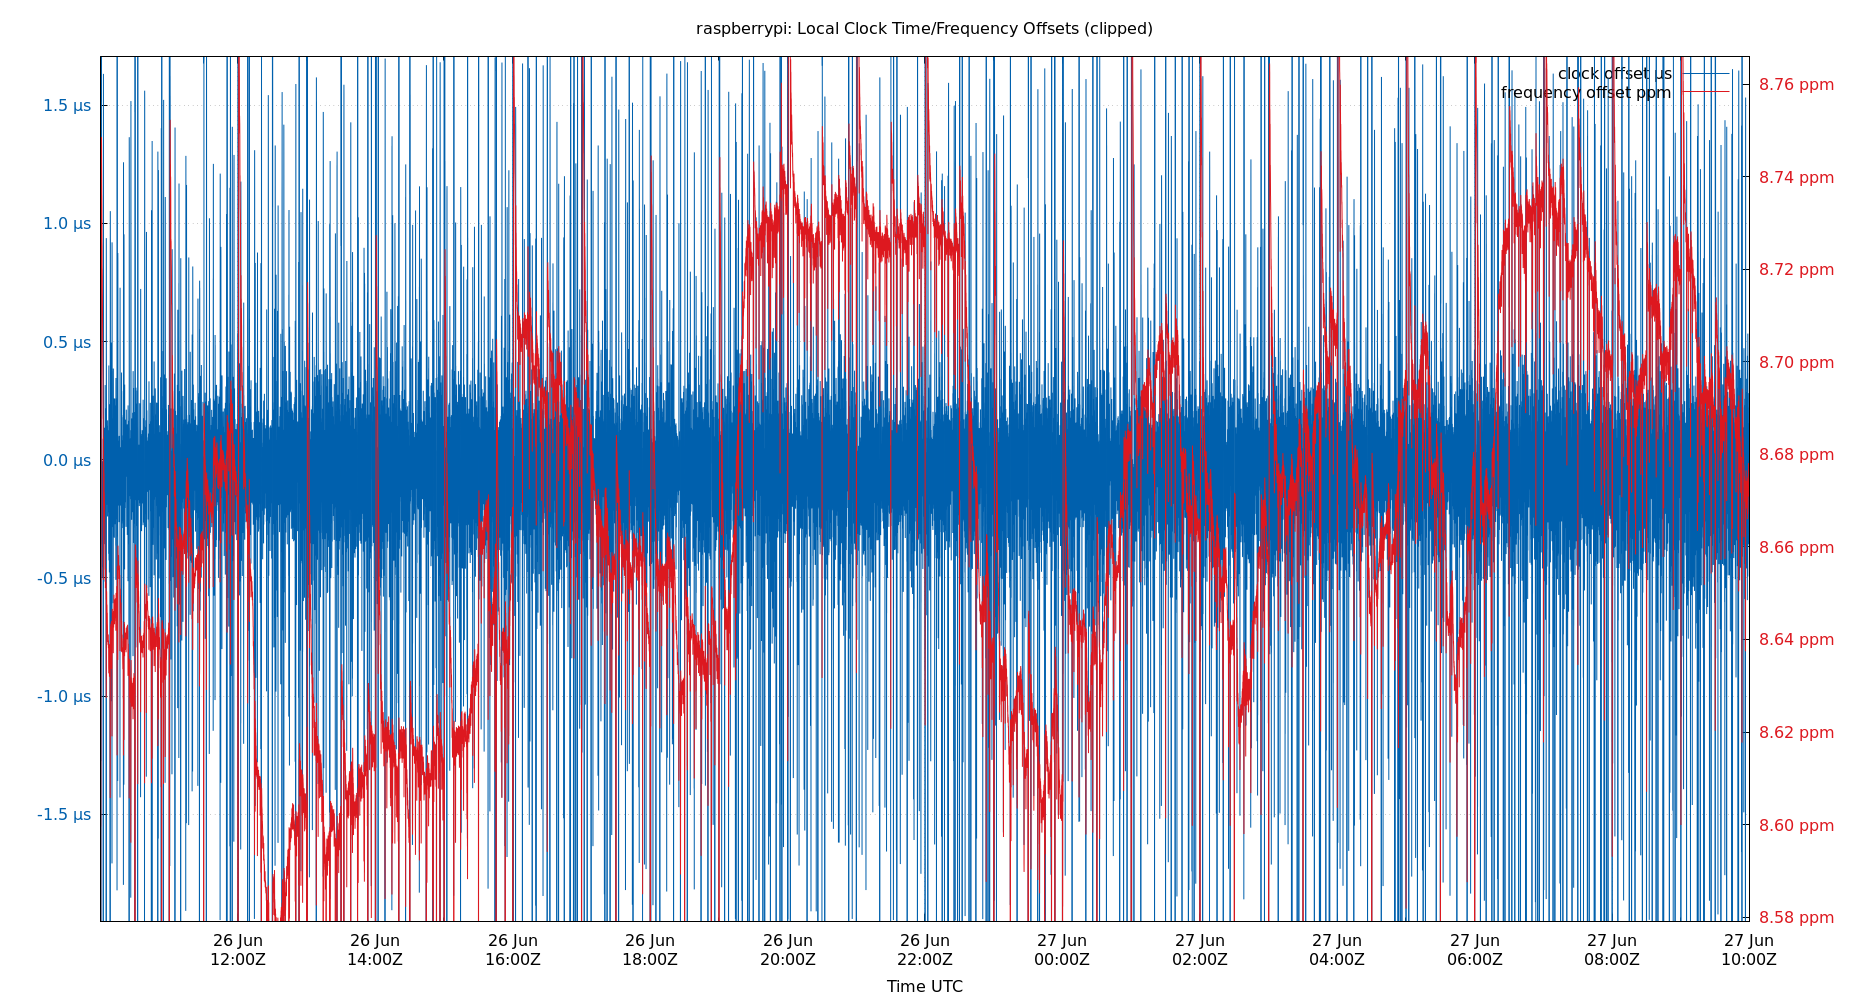 raspberrypi: Local Clock Time/Frequency Offsets (clipped)
clock offset µs
frequency offset ppm
1.5 µs
1.0 µs
0.5 µs
0.0 µs
-0.5 µs
-1.0 µs
-1.5 µs
8.76 ppm
8.74 ppm
8.72 ppm
8.70 ppm
8.68 ppm
8.66 ppm
8.64 ppm
8.62 ppm
8.60 ppm
8.58 ppm
26 Jun 26 Jun 26 Jun 26 Jun 26 Jun 26 Jun 27 Jun 27 Jun 27 Jun 27 Jun 27 Jun 27 Jun
12:00Z 14:00Z 16:00Z 18:00Z 20:00Z 22:00Z 00:00Z 02:00Z 04:00Z 06:00Z 08:00Z 10:00Z
Time UTC